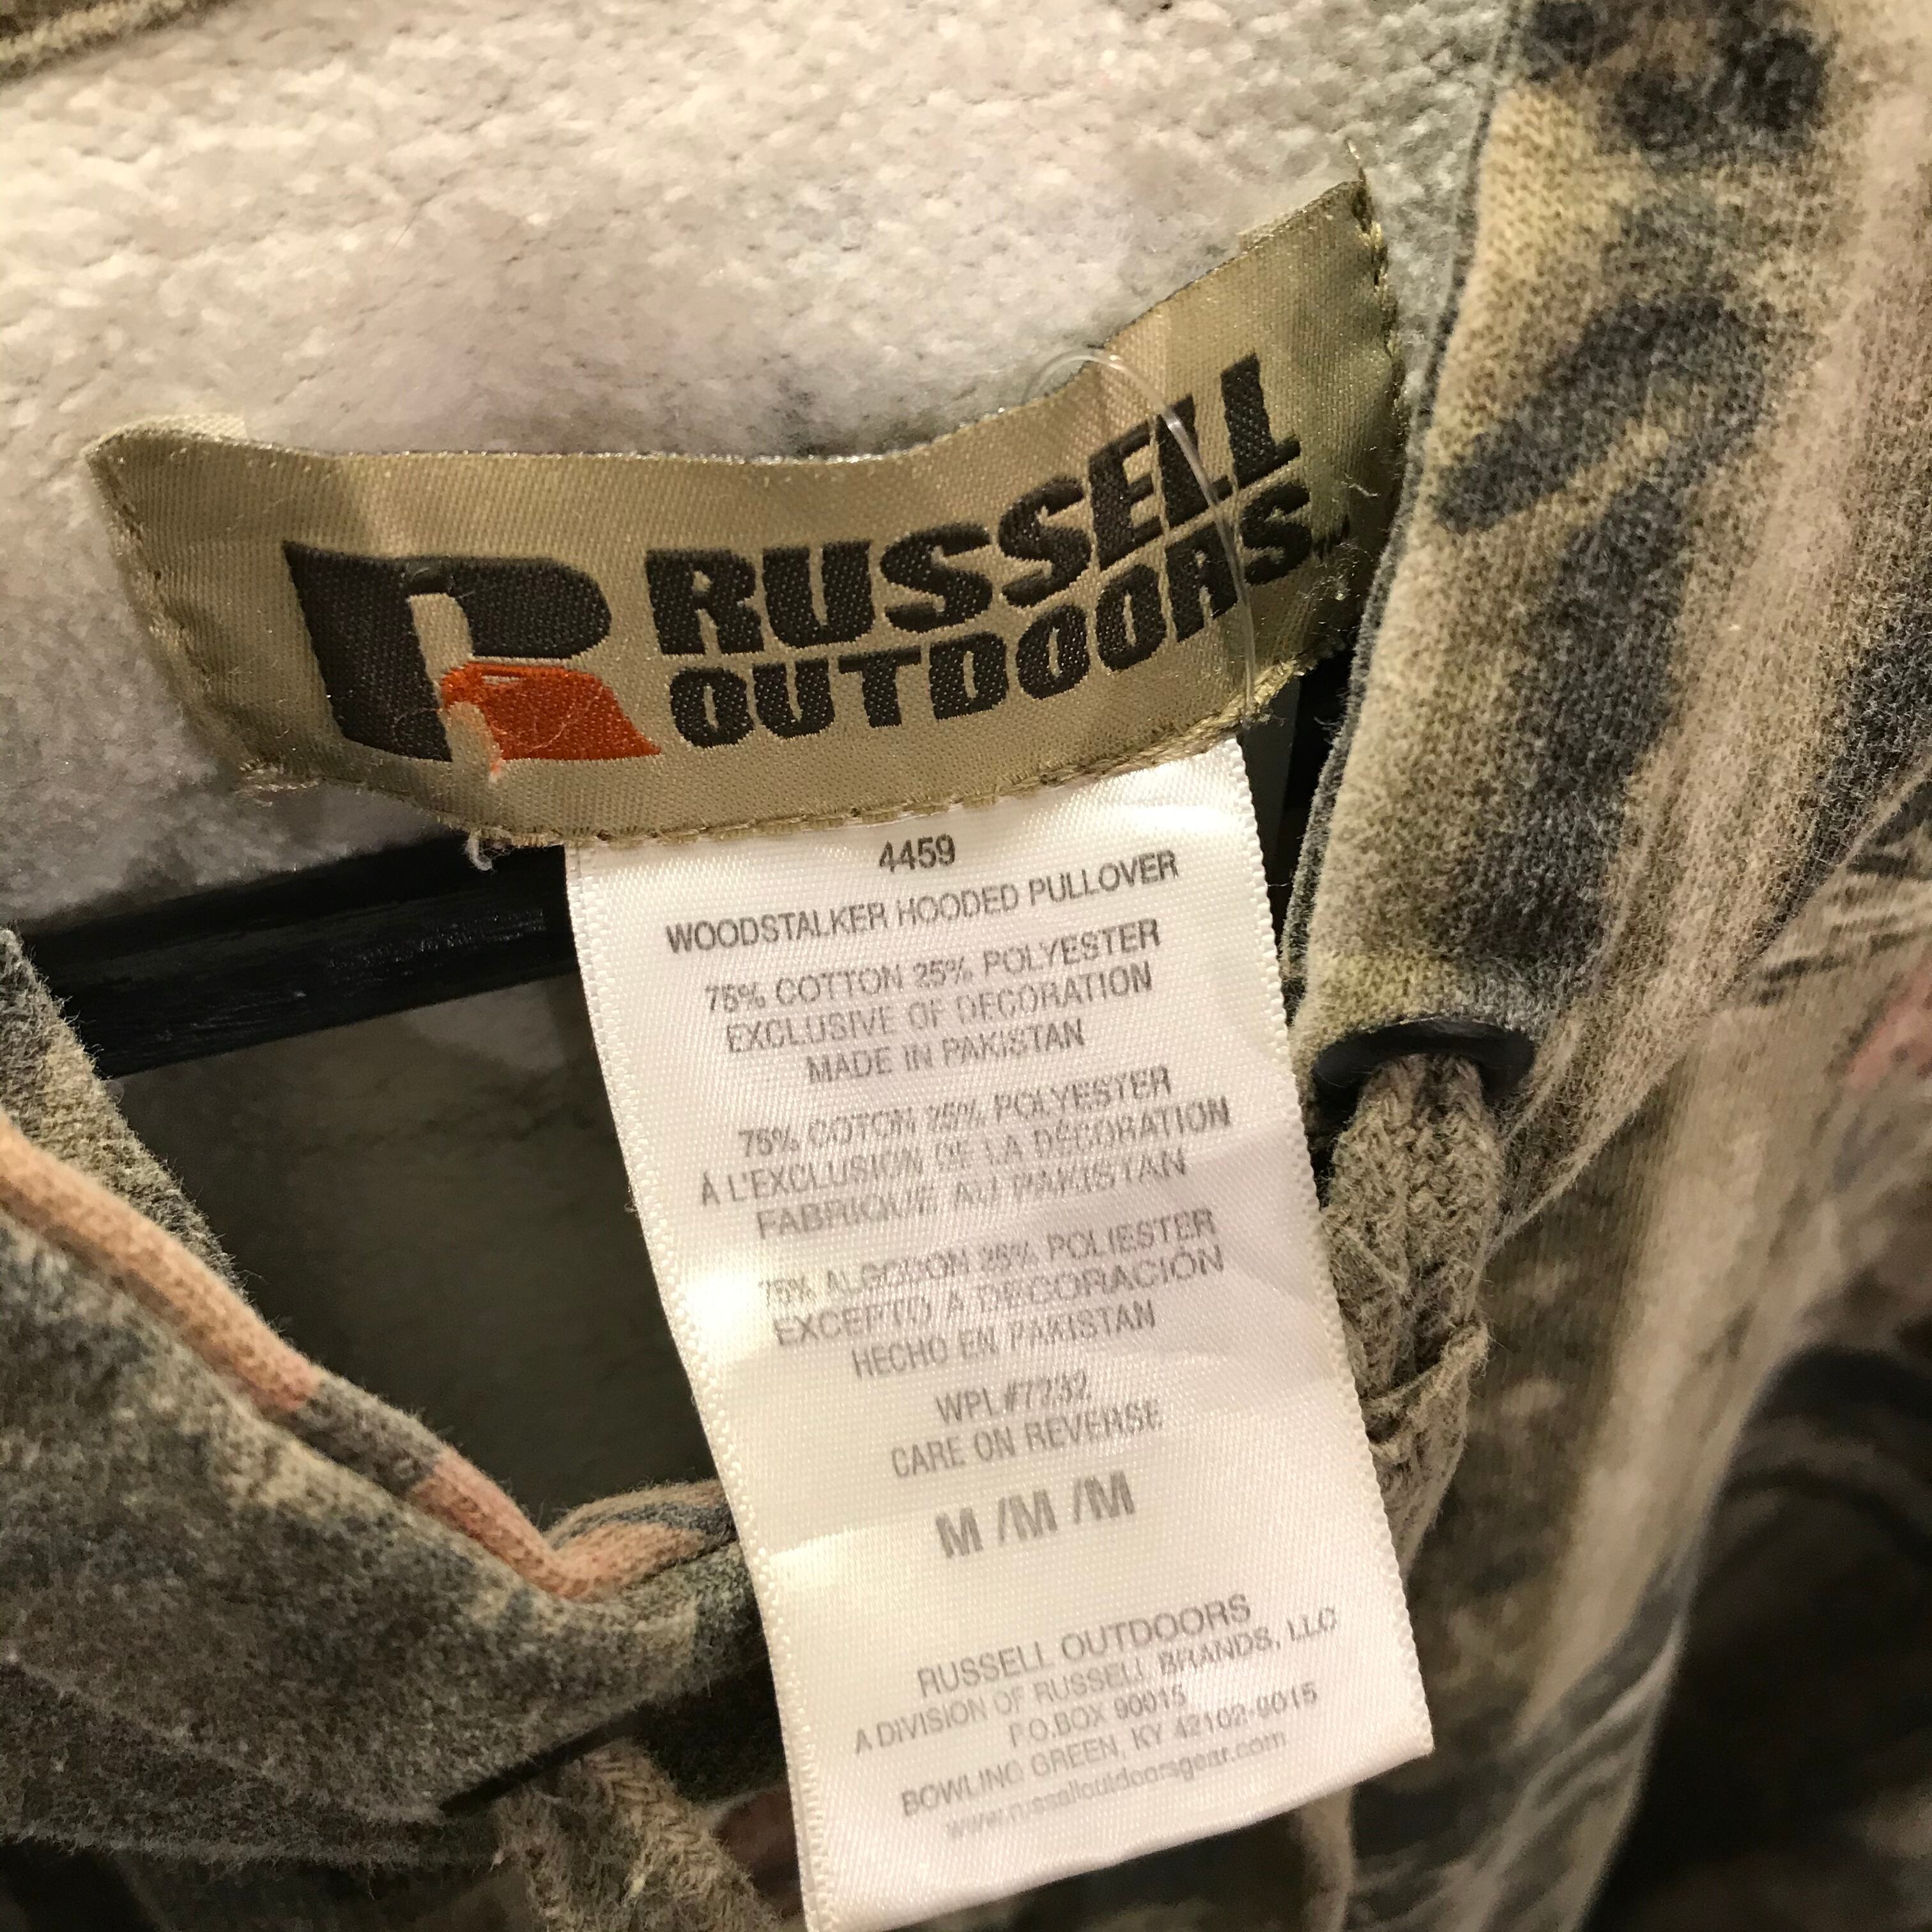 RUSSELL
OUTDOORS
4459
WOODSTALKER HOODED PULLOVER
75% COTTON 25% POLYESTER
EXCLUSIVE OF DECORATION
MADE IN PAKISTAN
75% COTON 25% POLYESTER
À L'EXCLUSION DE LA DÉCORATION
FABRIQUE AU PAKISTAN
75% ALGODON 25% POLIESTER
EXCEPTO A DECORACIÓN
HECHO EN PAKISTAN
WPL#7232
CARE ON REVERSE
M /M /M
RUSSELL OUTDOORS
A DIVISION OF RUSSELL BRANDS, LLC
P.O.BOX 90015
BOWLING GREEN, KY 42102-9015
www.russelloutdoorsgear.com